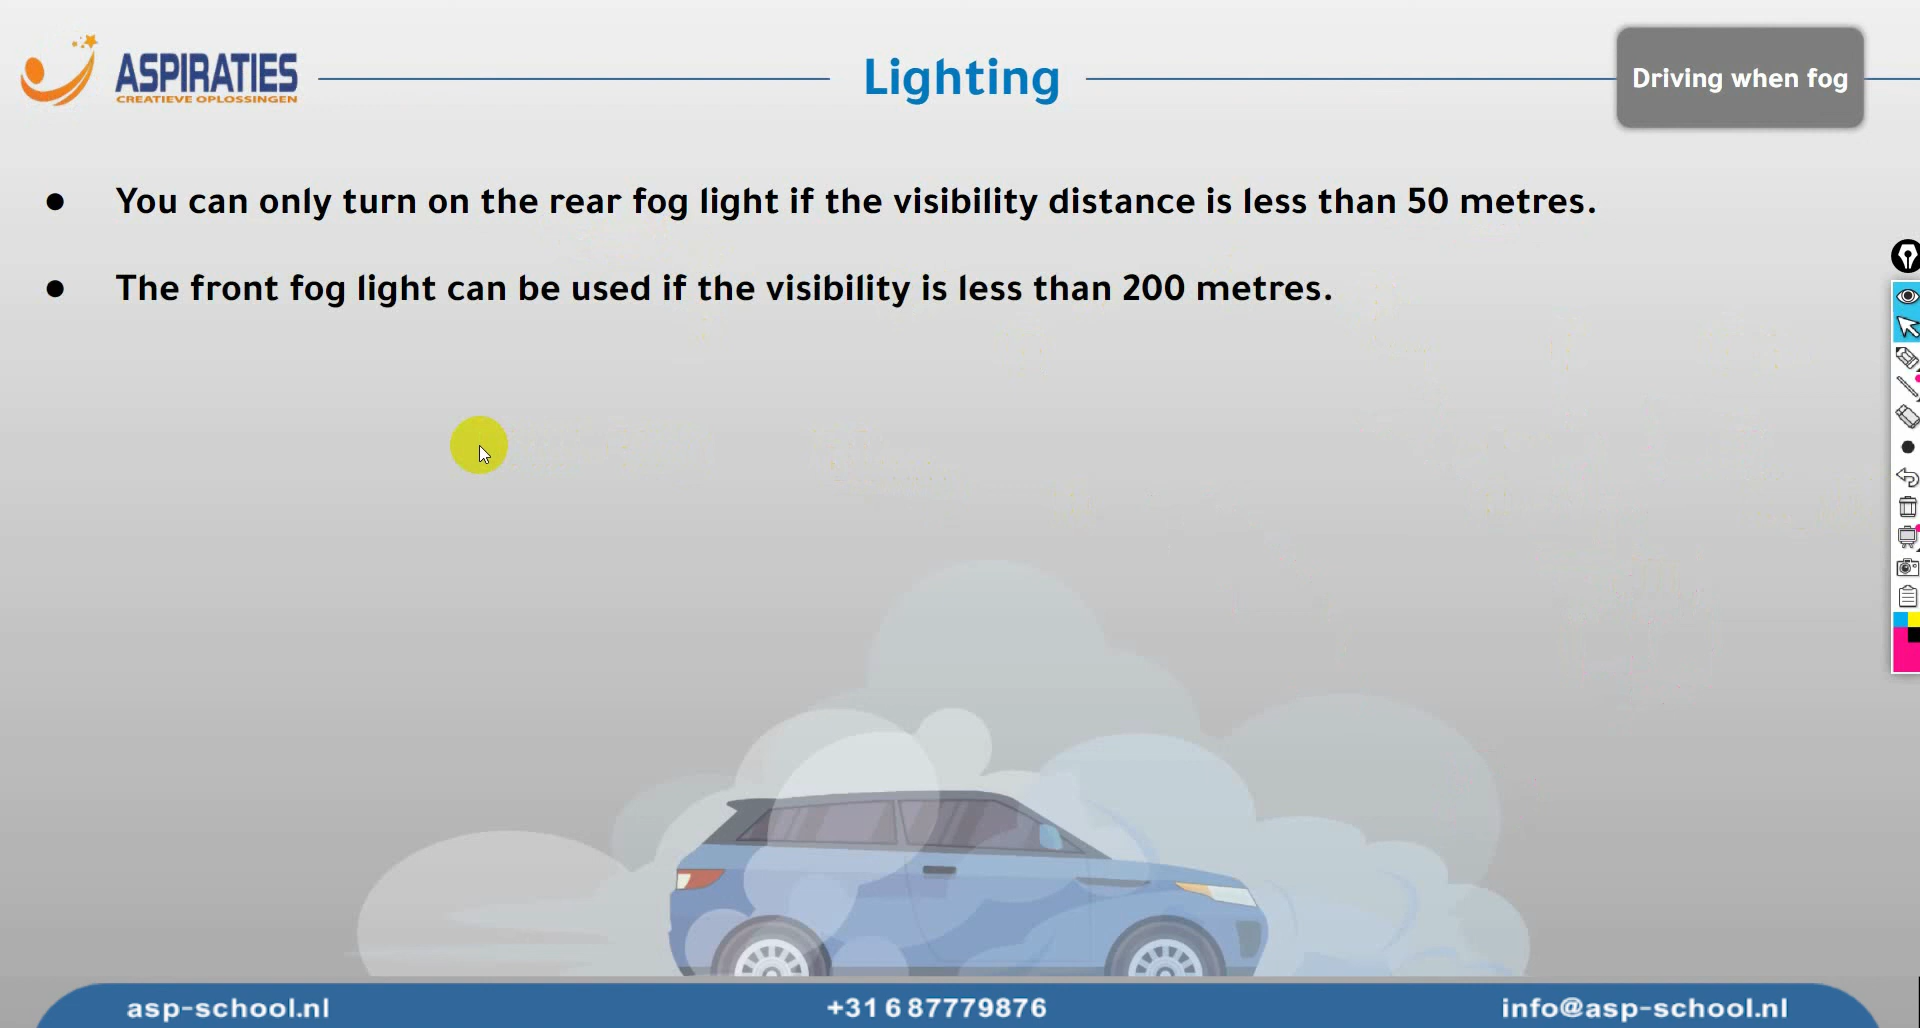 ASPIRATIES
CREATIEVE OPLOSSINGEN
Lighting
Driving when fog
● You can only turn on the rear fog light if the visibility distance is less than 50 metres.
● The front fog light can be used if the visibility is less than 200 metres.
asp-school.nl
+31 6 87779876
info@asp-school.nl